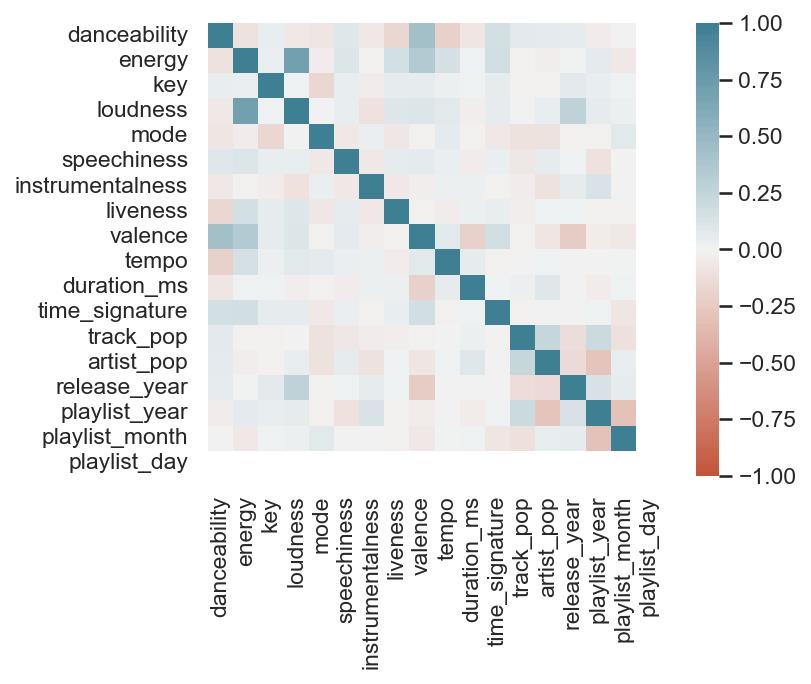 danceability
energy
key
loudness
mode
speechiness
instrumentalness
liveness
valence
tempo
duration_ms
time_signature
track_pop
artist_pop
release_year
playlist_year
playlist_month
playlist_day
danceability
energy
key
loudness
mode
speechiness
instrumentalness
liveness
valence
tempo
duration_ms
time_signature
track_pop
artist_pop
release_year
playlist_year
playlist_month
playlist_day
1.00
0.75
0.50
0.25
0.00
−0.25
−0.50
−0.75
−1.00